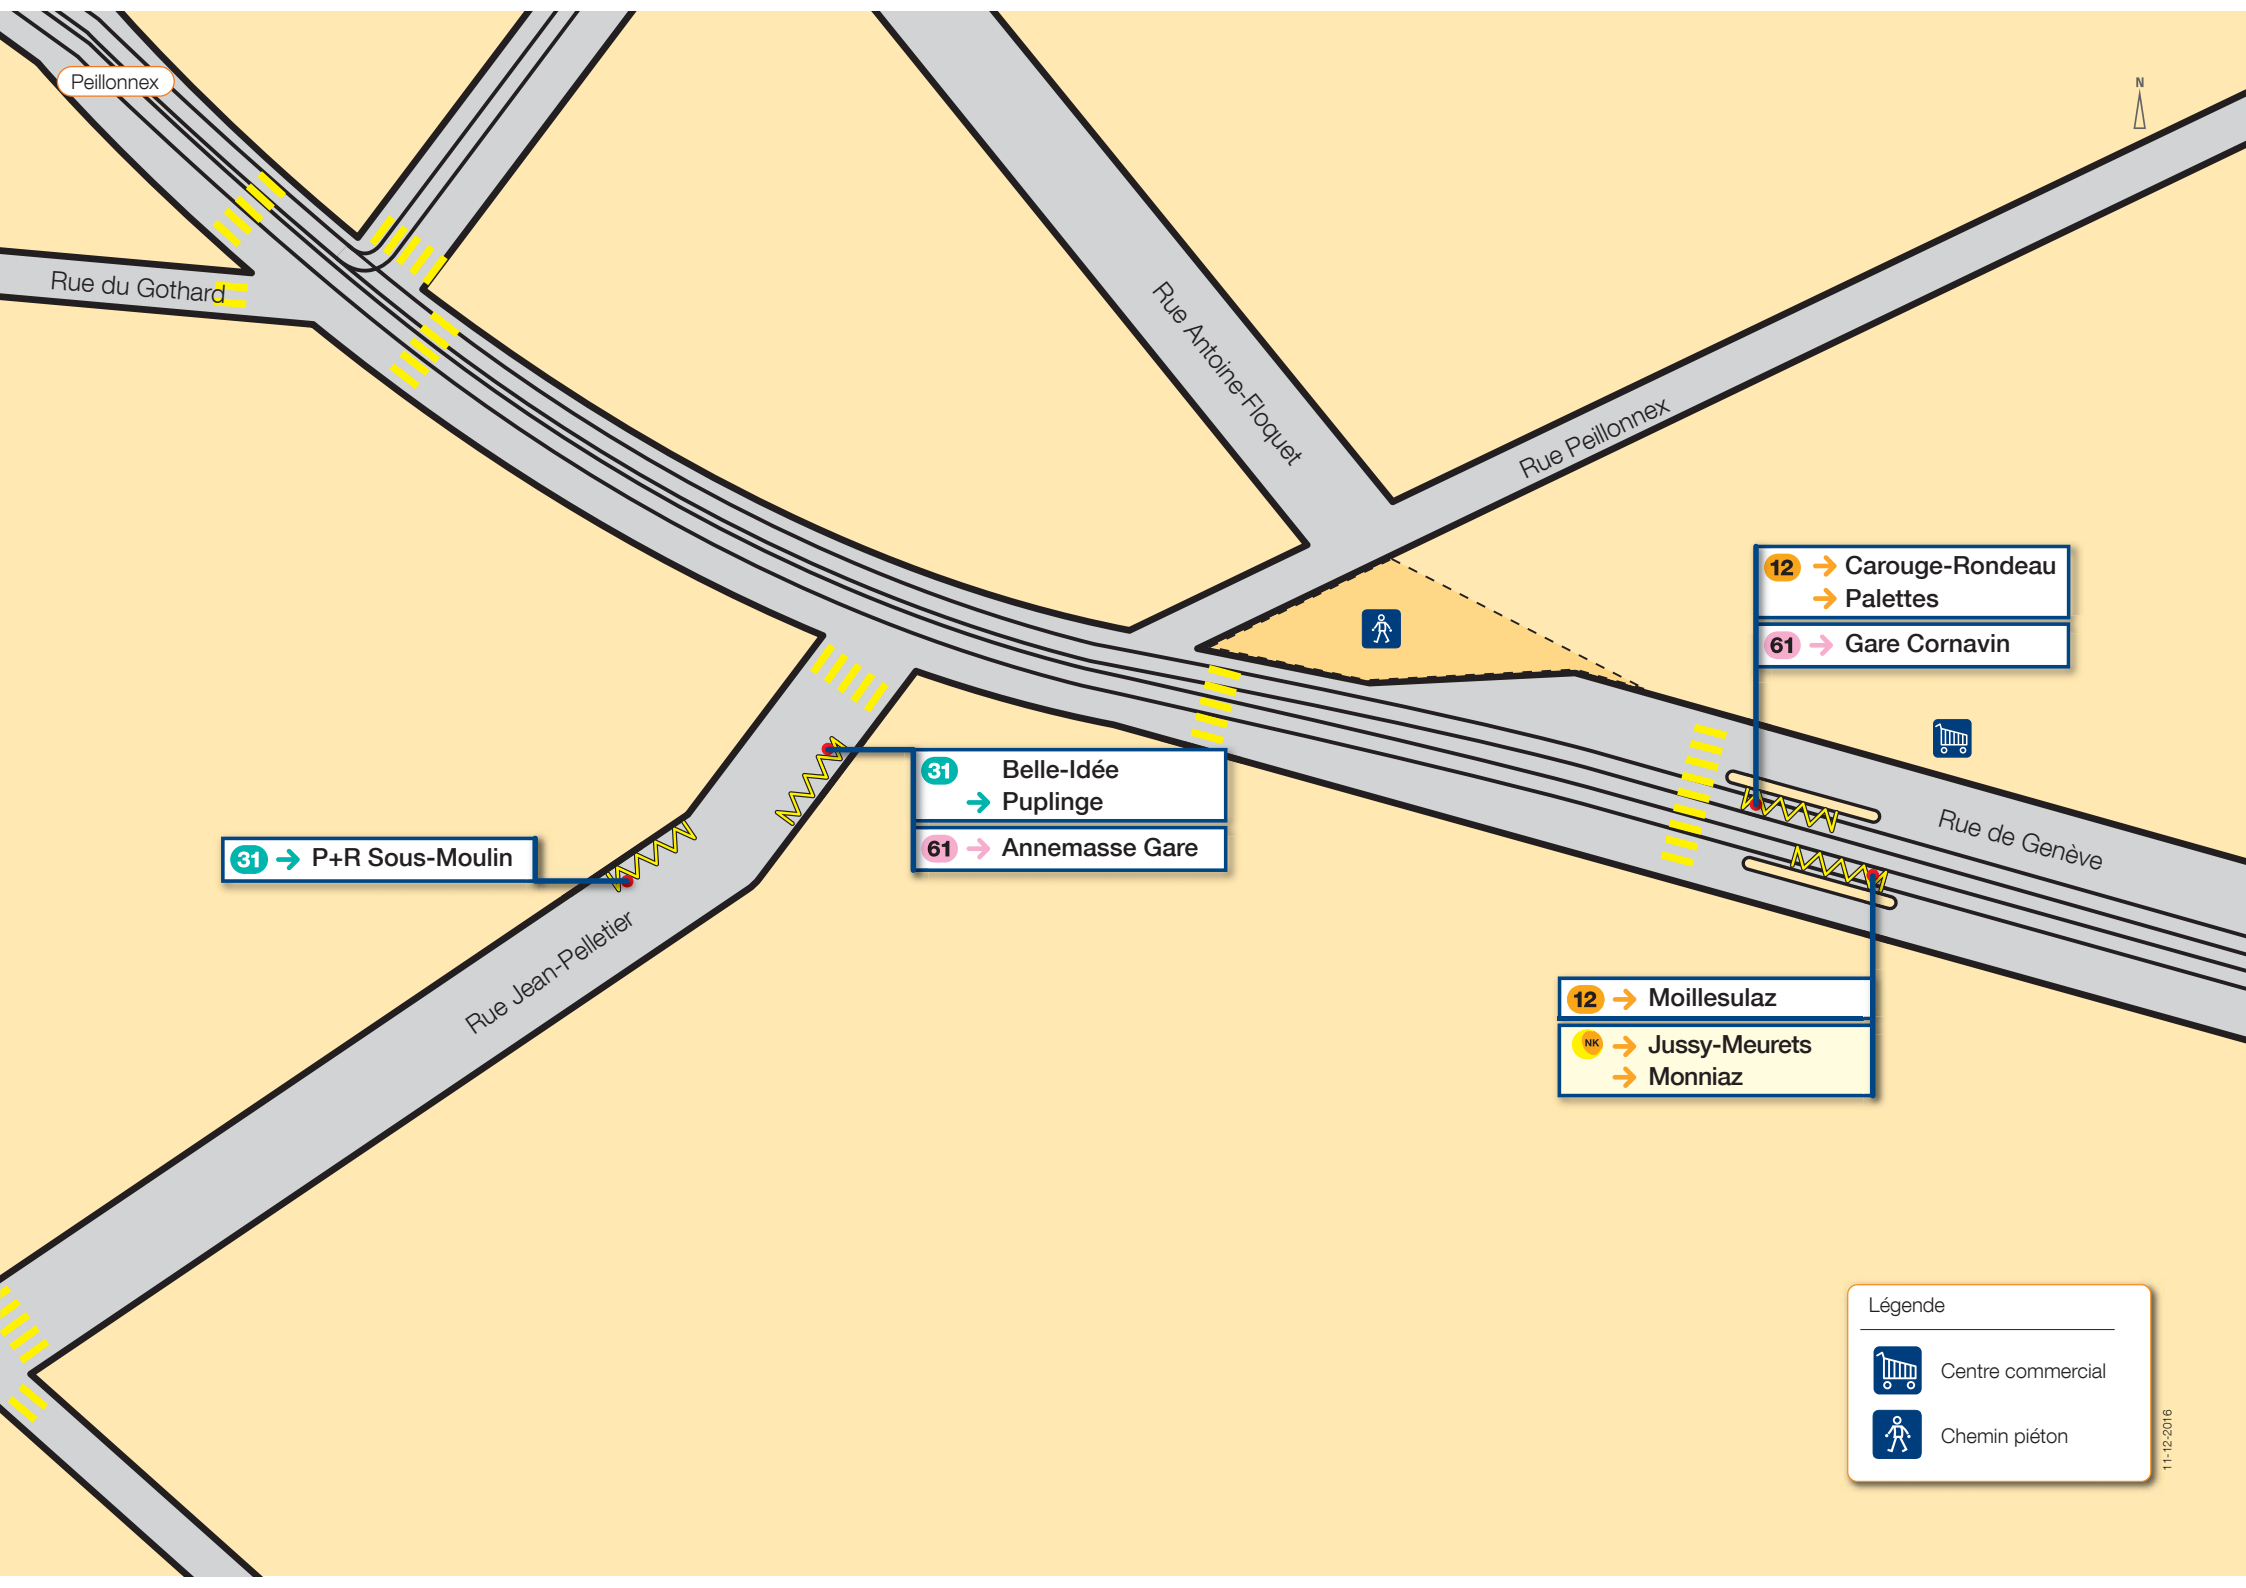 Peillonnex
N
Rue du Gothard
Rue Antoine-Floquet
Rue Peillonnex
12 → Carouge-Rondeau
→ Palettes
61 → Gare Cornavin
31 Belle-Idée
→ Puplinge
61 → Annemasse Gare
31 → P+R Sous-Moulin
Rue de Genève
Rue Jean-Pelletier
12 → Moillesulaz
NK → Jussy-Meurets
→ Monniaz
Légende
Centre commercial
Chemin piéton
11-12-2016